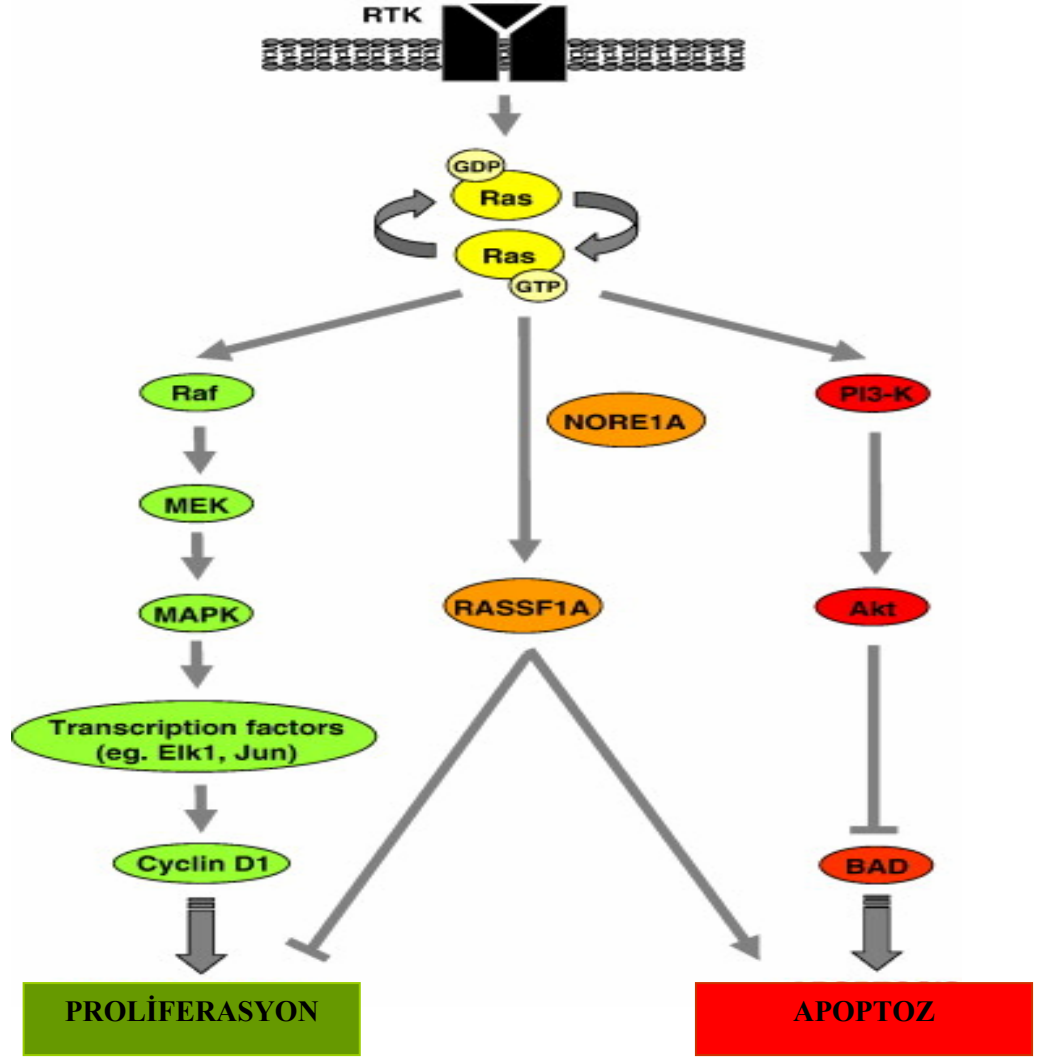 RTK
GDP
Ras
Ras
GTP
Raf
NORE1A
PI3-K
MEK
MAPK
RASSF1A
Akt
Transcription factors
(eg. Elk1, Jun)
Cyclin D1
BAD
PROLİFERASYON
APOPTOZ